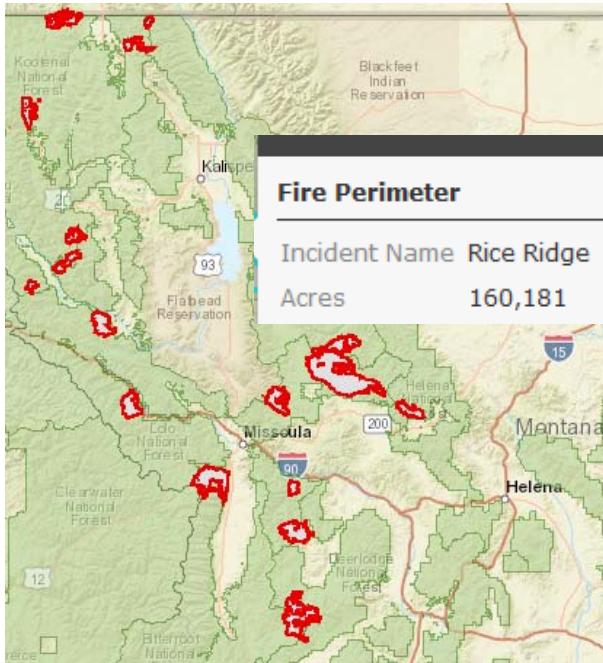 Kootenai
National
Forest
Blackfeet
Indian
Reservation
Kalispe
2
Fire Perimeter
Incident Name Rice Ridge
Acres 160,181
93
Flathead
Reservation
15
Helena
National
200
Montana
Lolo
National
Forest
Missoula
90
Helena
Clearwater
National
Forest
Deerlodge
National
Forest
12
Bitterroot
National